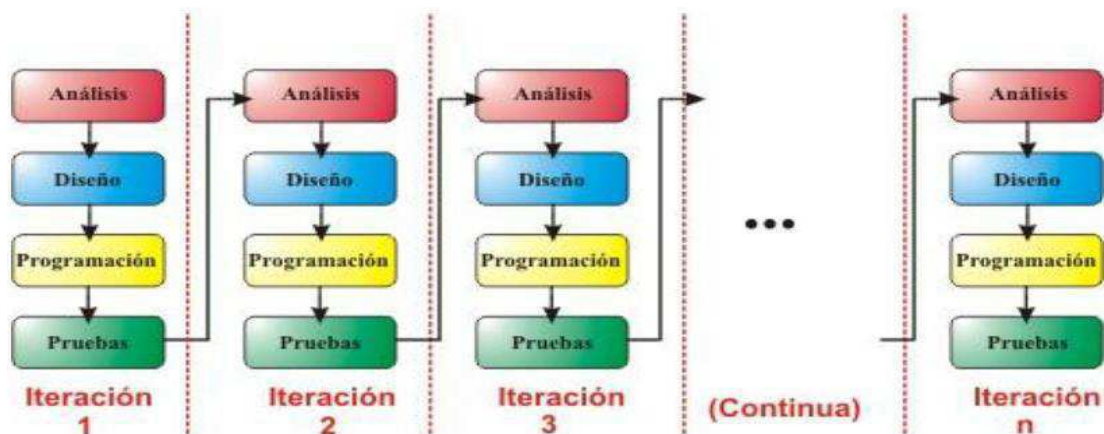 Análisis
Diseño
Programación
Pruebas
Iteración
1
Análisis
Diseño
Programación
Pruebas
Iteración
2
Análisis
Diseño
Programación
Pruebas
Iteración
3
...
(Continua)
Análisis
Diseño
Programación
Pruebas
Iteración
n